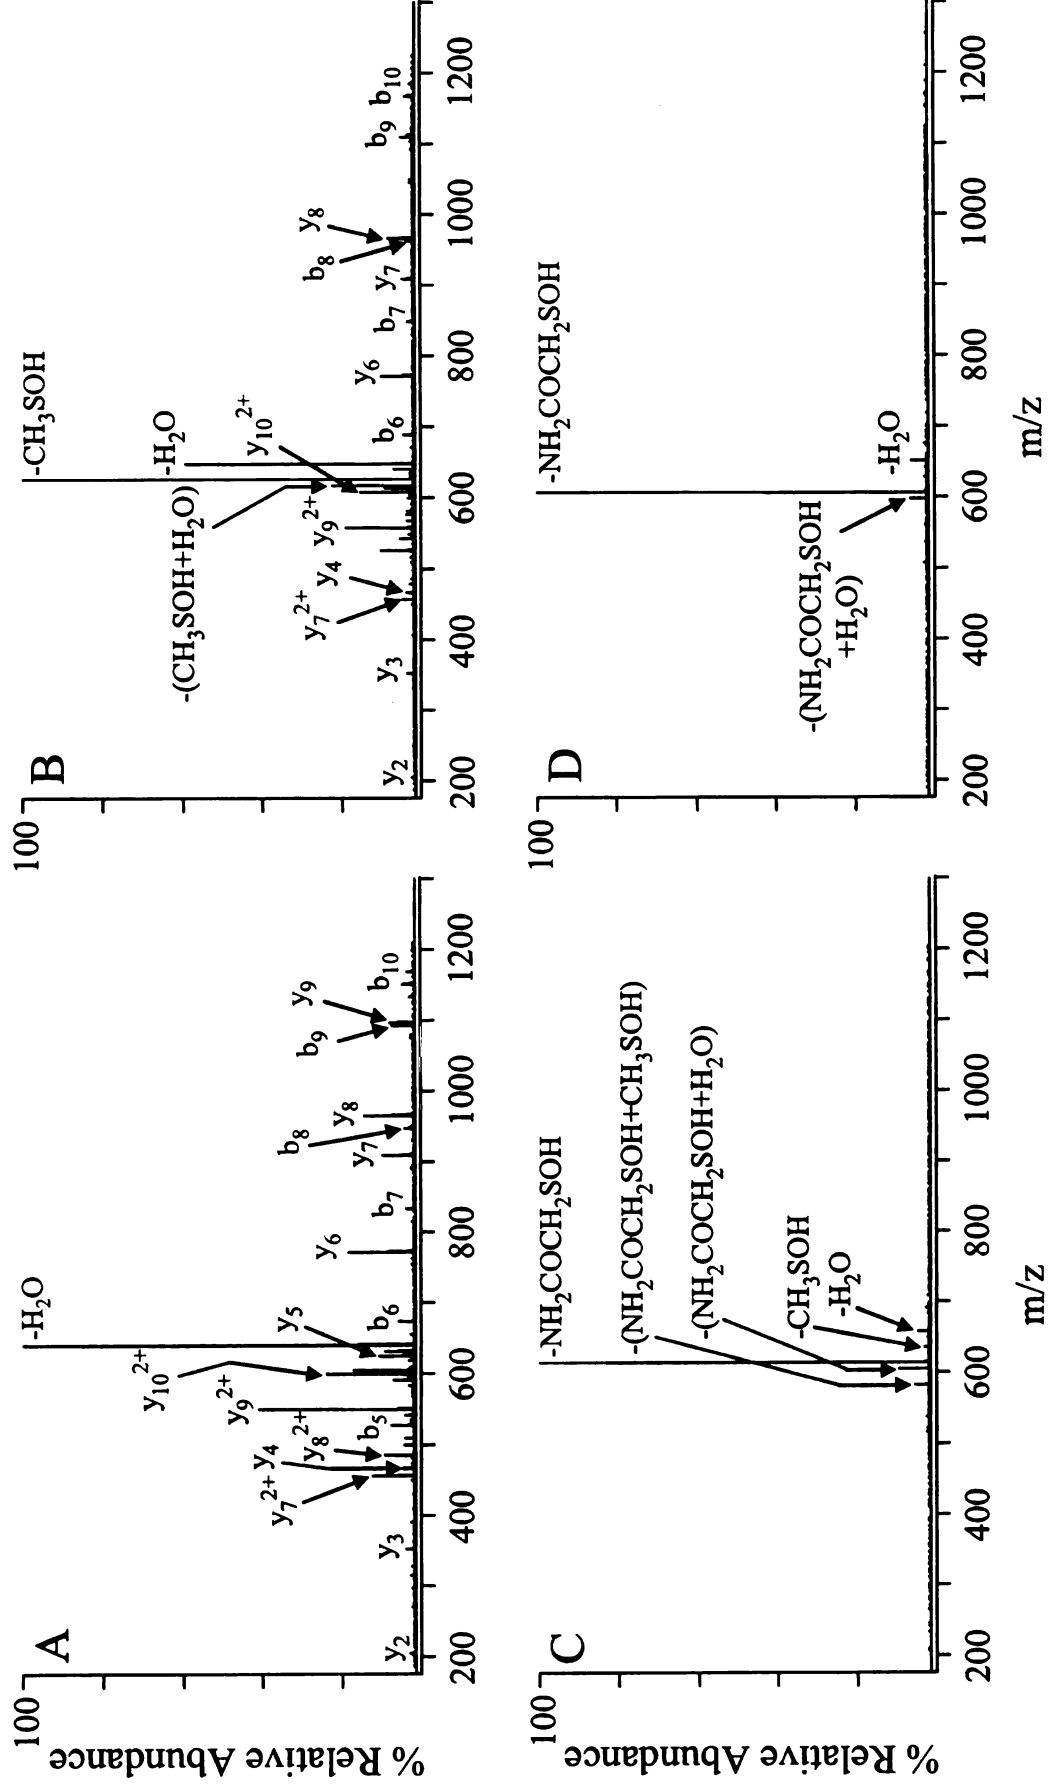 A
100
-H2O
y10 2+
y9 2+
y8 2+
y7 2+
y4
b5
y5
b6
y6
b7
y7
b8
y8
b9
y9
b10
y3
y2
200 400 600 800 1000 1200
% Relative Abundance
B
100
-CH3SOH
-H2O
-(CH3SOH+H2O)
y10 2+
y9 2+
y4
y7 2+
y3
y2
b6
y6
b7
y7
b8
y8
b9
b10
200 400 600 800 1000 1200
C
100
-NH2COCH2SOH
-(NH2COCH2SOH+CH3SOH)
-(NH2COCH2SOH+H2O)
-CH3SOH
-H2O
200 400 600 800 1000 1200
m/z
% Relative Abundance
D
100
-NH2COCH2SOH
-(NH2COCH2SOH
+H2O)
-H2O
200 400 600 800 1000 1200
m/z